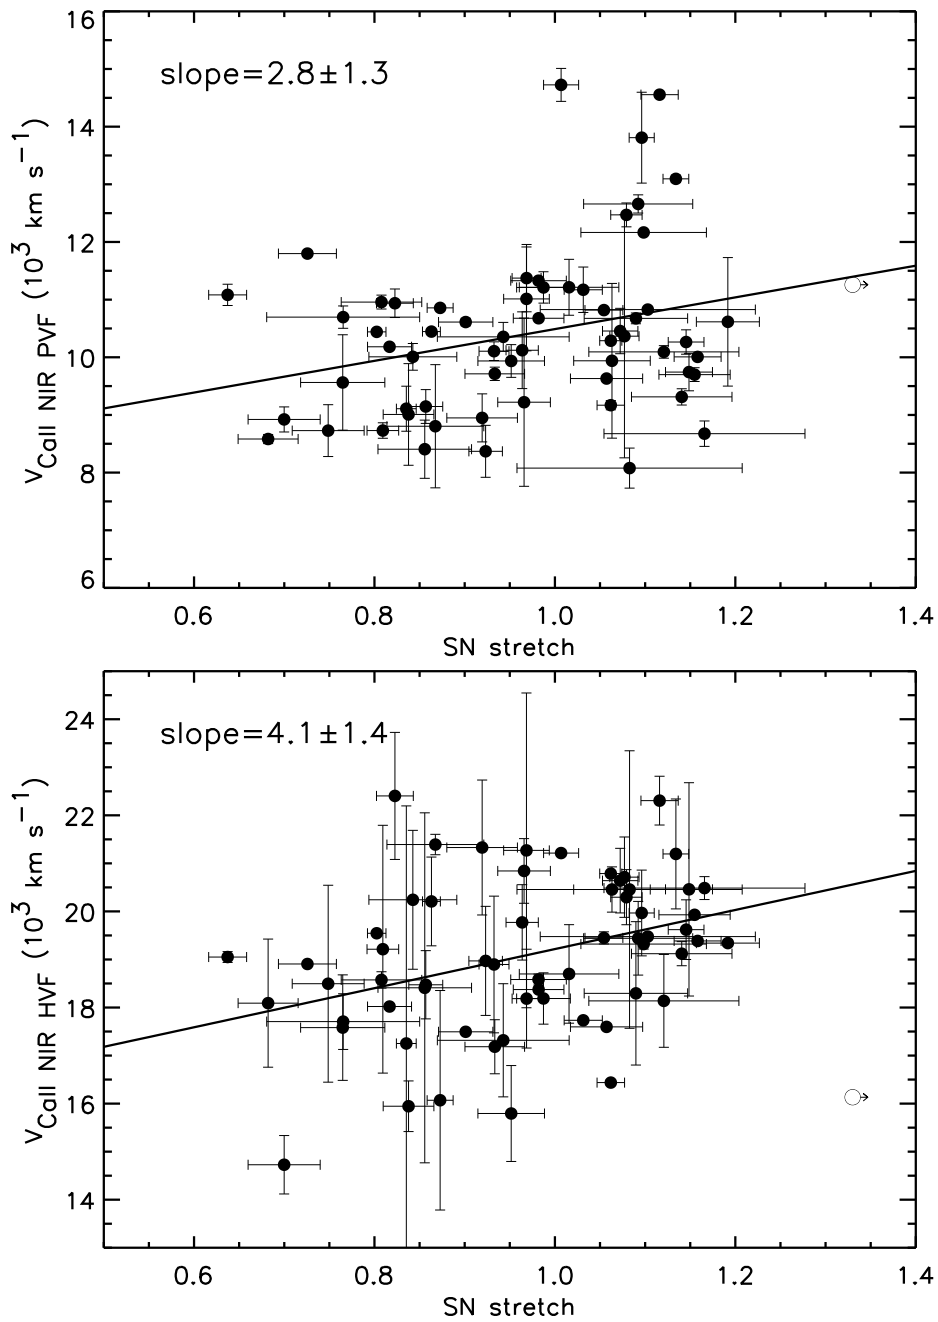 16
14
12
10
8
6
V_CaII NIR PVF (10^3 km s^−1)
slope=2.8±1.3
0.6 0.8 1.0 1.2 1.4
SN stretch
24
22
20
18
16
14
V_CaII NIR HVF (10^3 km s^−1)
slope=4.1±1.4
0.6 0.8 1.0 1.2 1.4
SN stretch